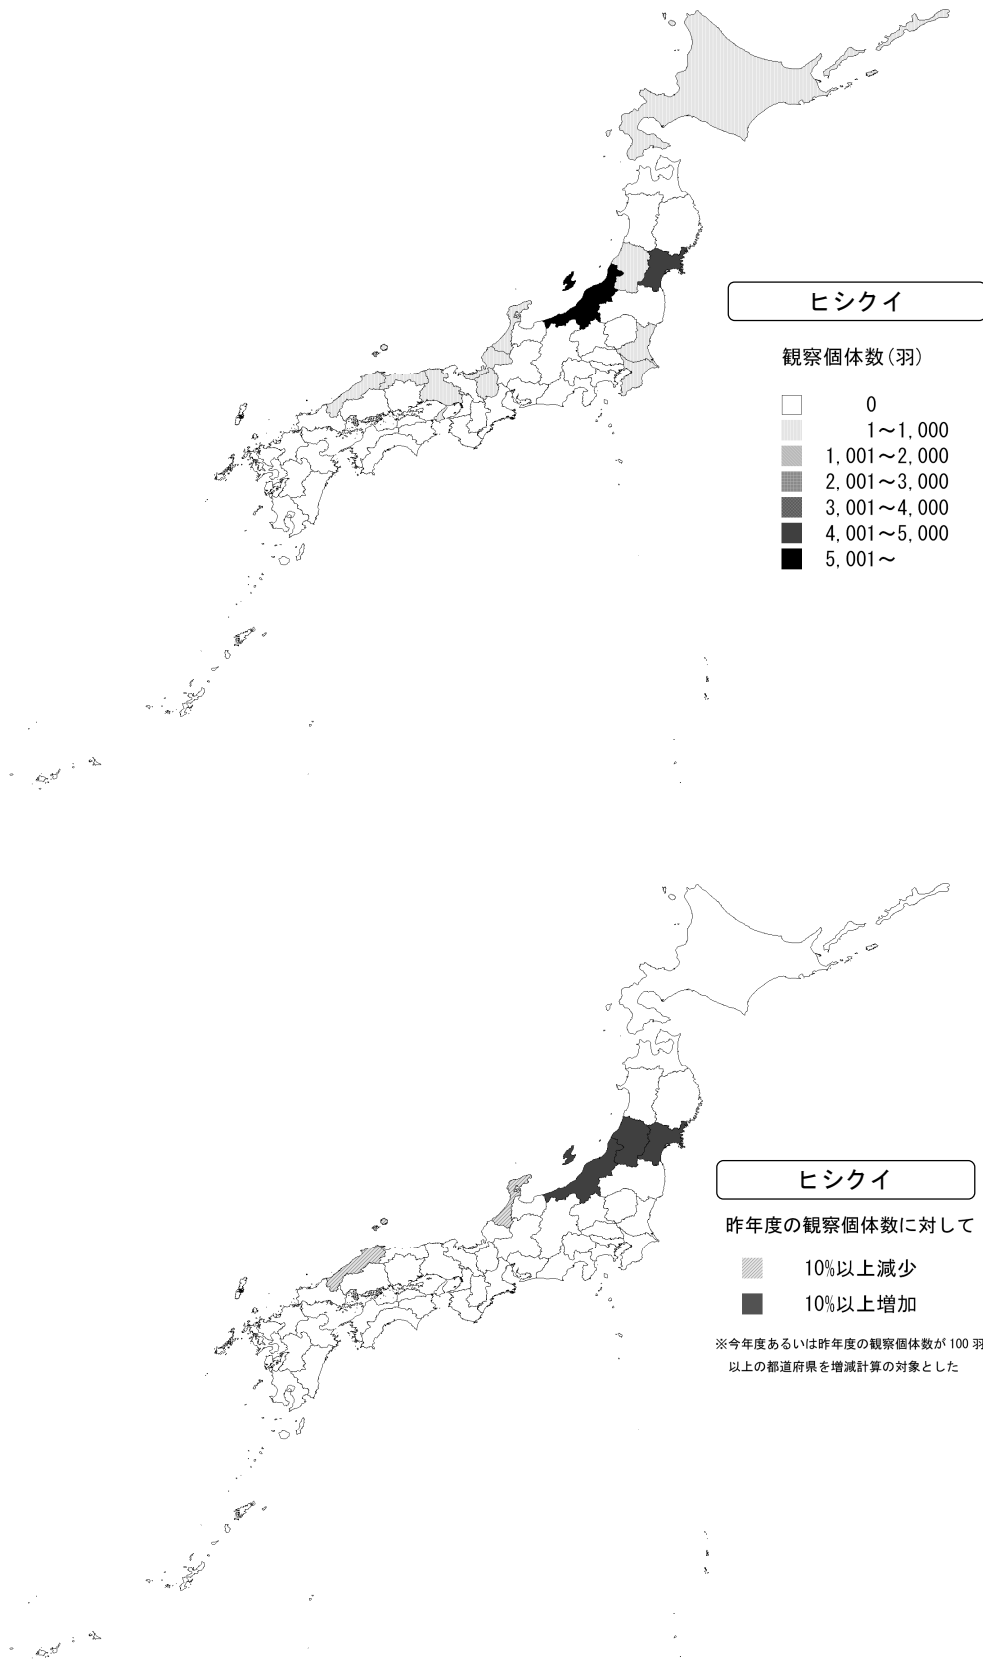 ヒシクイ
観察個体数(羽)
0
1～1,000
1,001～2,000
2,001～3,000
3,001～4,000
4,001～5,000
5,001～
ヒシクイ
昨年度の観察個体数に対して
10%以上減少
10%以上増加
※今年度あるいは昨年度の観察個体数が100羽
以上の都道府県を増減計算の対象とした